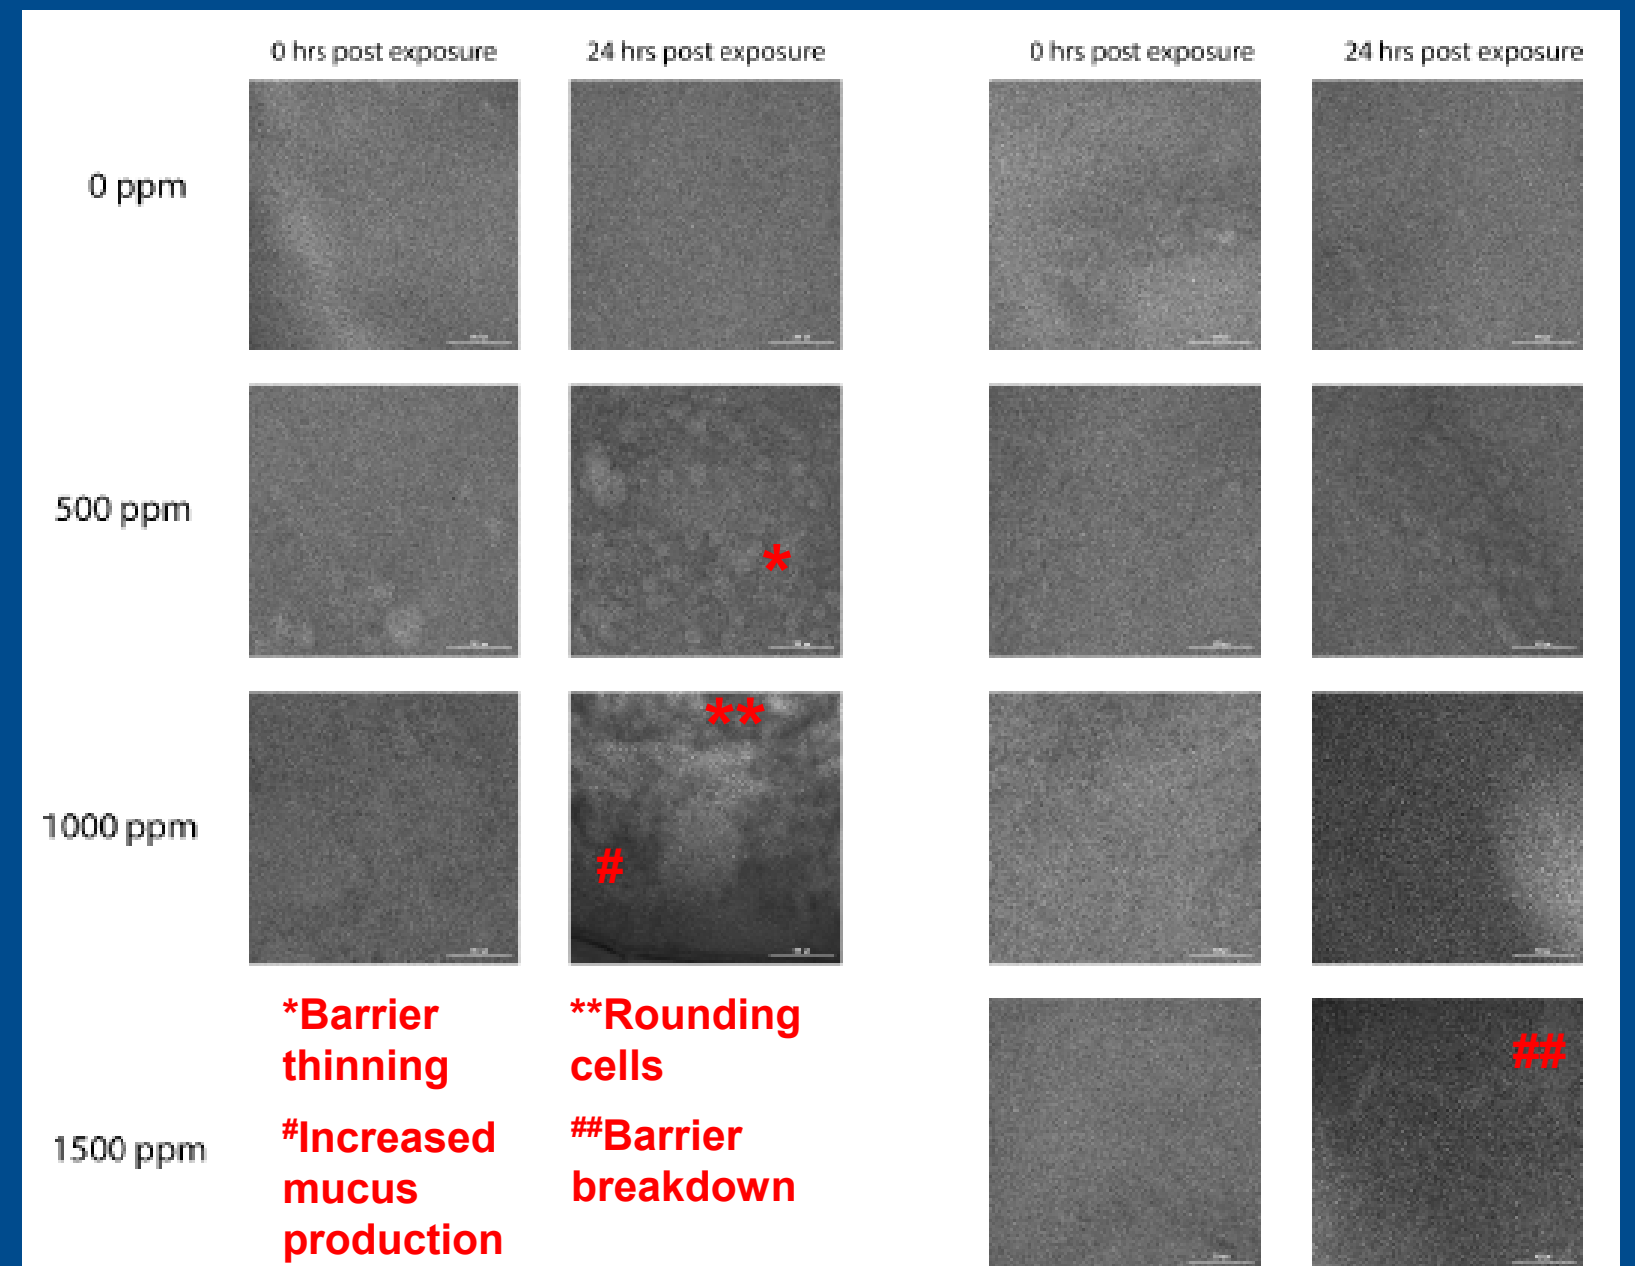 0 hrs post exposure
24 hrs post exposure
0 hrs post exposure
24 hrs post exposure
0 ppm
500 ppm
*
1000 ppm
**
#
1500 ppm
##
*Barrier
thinning
**Rounding
cells
#Increased
mucus
production
##Barrier
breakdown